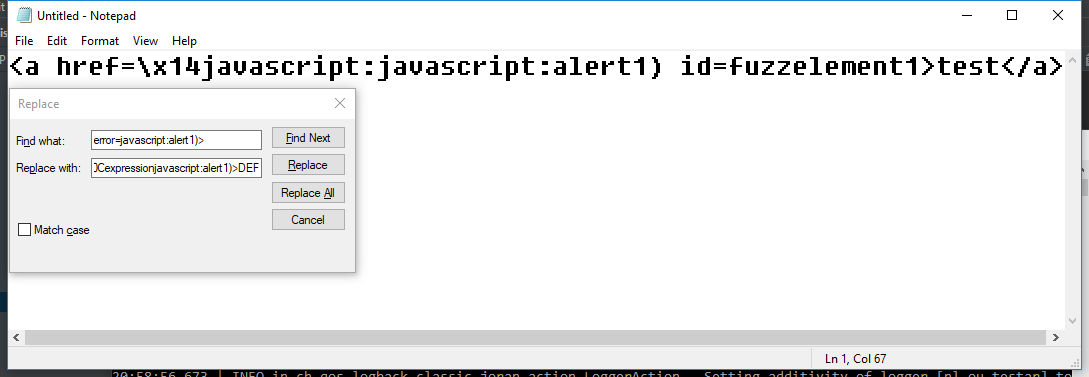 Untitled - Notepad
File Edit Format View Help
<a href=\x14javascript:javascript:alert1) id=fuzzelement1>test</a>
Replace
Find what: error=javascript:alert1)> Find Next
Replace with: Cexpressionjavascript:alert1)>DEF Replace
Replace All
Cancel
Match case
Ln 1, Col 67
20:58:56.673 | INFO in ch.qos.logback.classic.joran.action.LoggerAction - Setting additivity of logger [nl.ou.testar] to